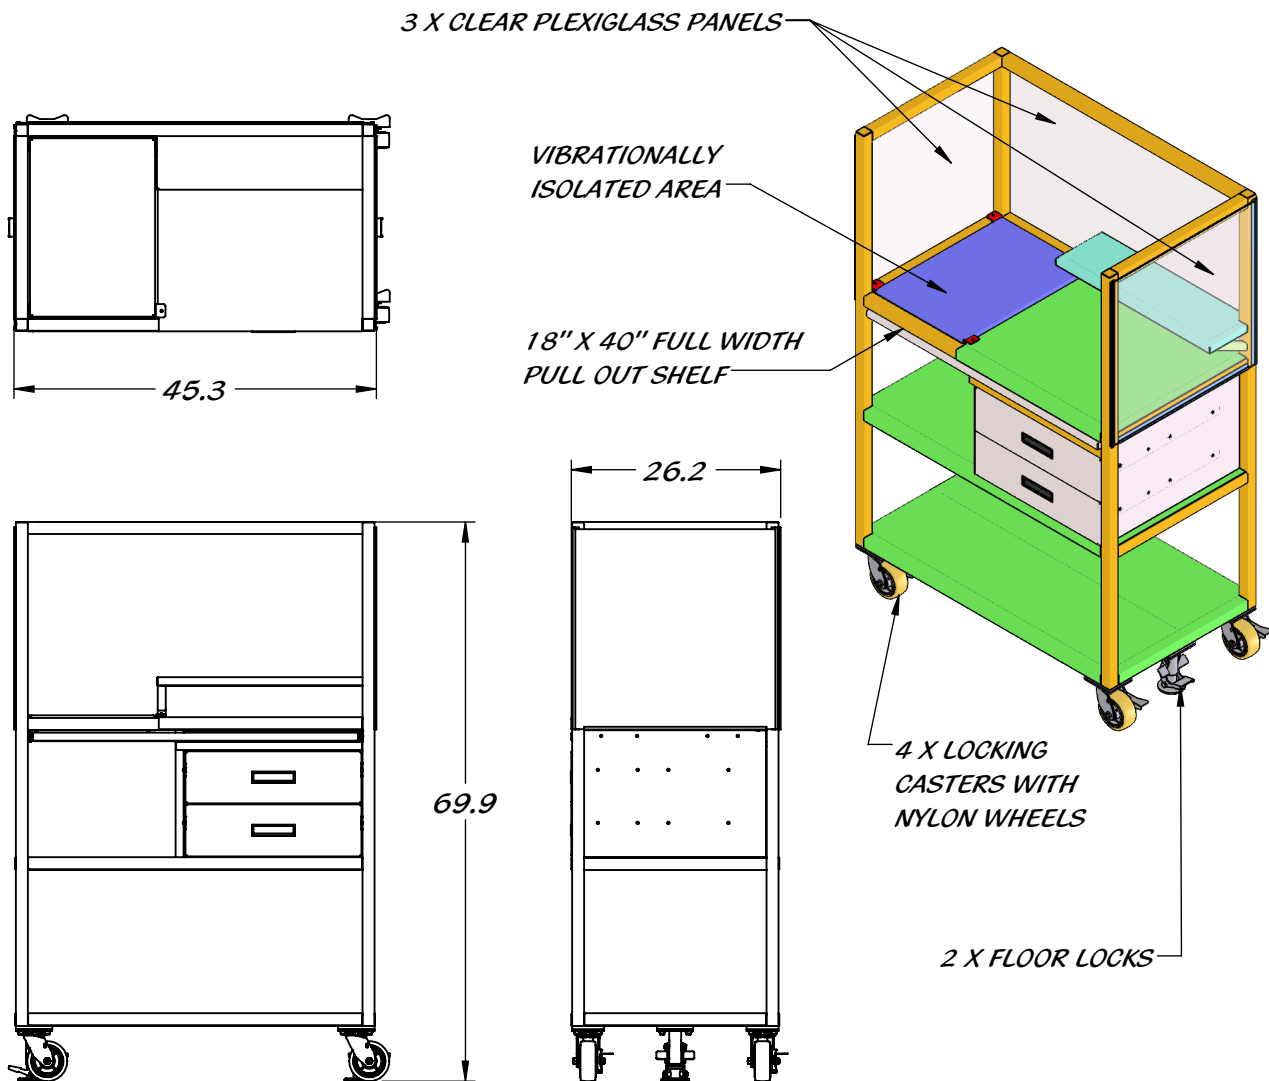 3 X CLEAR PLEXIGLASS PANELS
VIBRATIONALLY
ISOLATED AREA
18" X 40" FULL WIDTH
PULL OUT SHELF
45.3
26.2
69.9
4 X LOCKING
CASTERS WITH
NYLON WHEELS
2 X FLOOR LOCKS